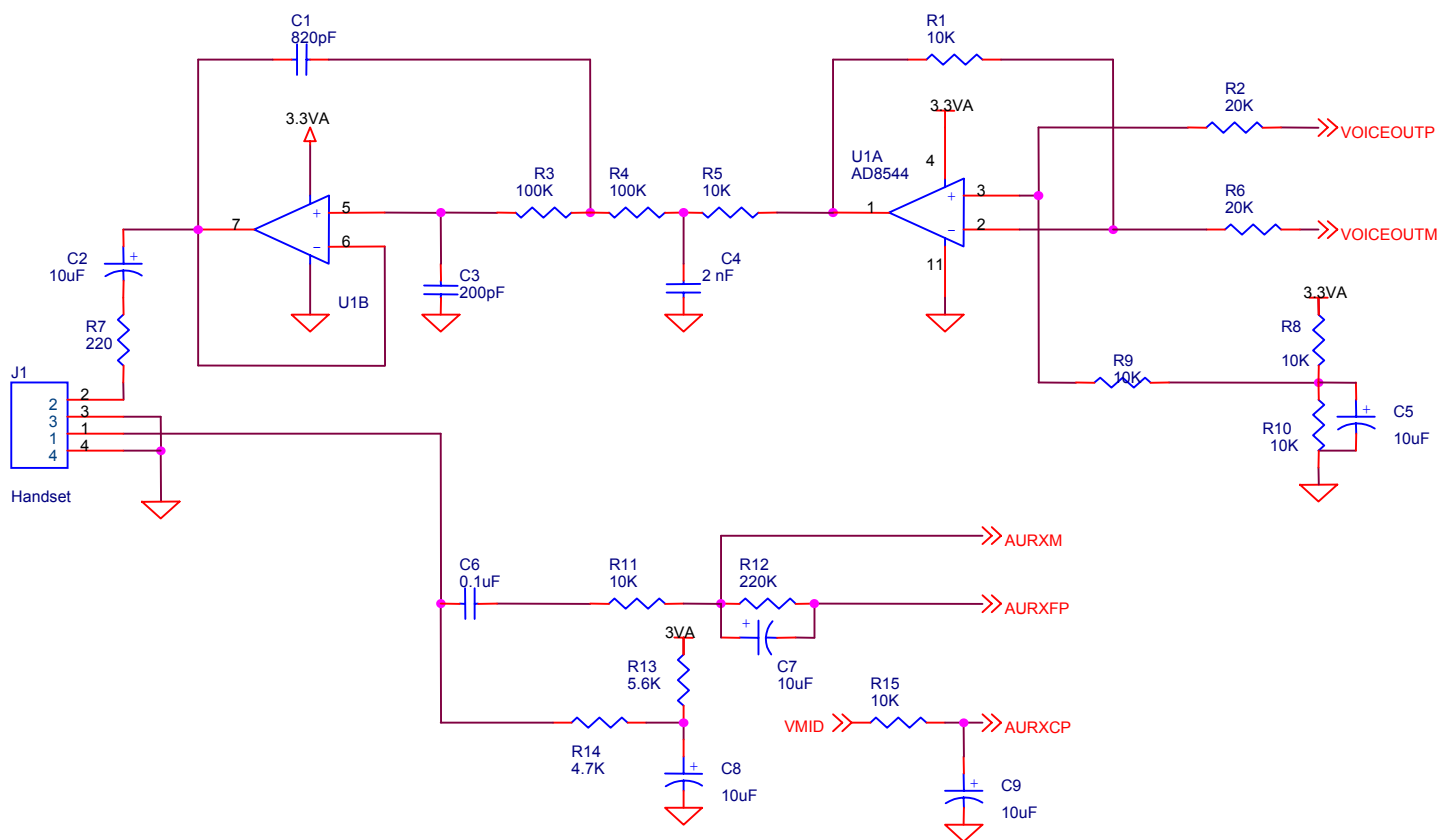 C1
820pF
R1
10K
3.3VA
3.3VA
4
U1A
AD8544
R2
20K
VOICEOUTP
R3
100K
R4
100K
R5
10K
7
+
5
−
6
1
+
3
−
2
11
R6
20K
VOICEOUTM
C2
10uF
+
U1B
C3
200pF
C4
2 nF
R7
220
3.3VA
R8
10K
R9
10K
R10
10K
+
C5
10uF
J1
2
3
1
4
2
3
1
4
Handset
AURXM
C6
0.1uF
R11
10K
R12
220K
AURXFP
+
C7
10uF
3VA
R13
5.6K
R14
4.7K
+
C8
10uF
VMID
R15
10K
AURXCP
+
C9
10uF